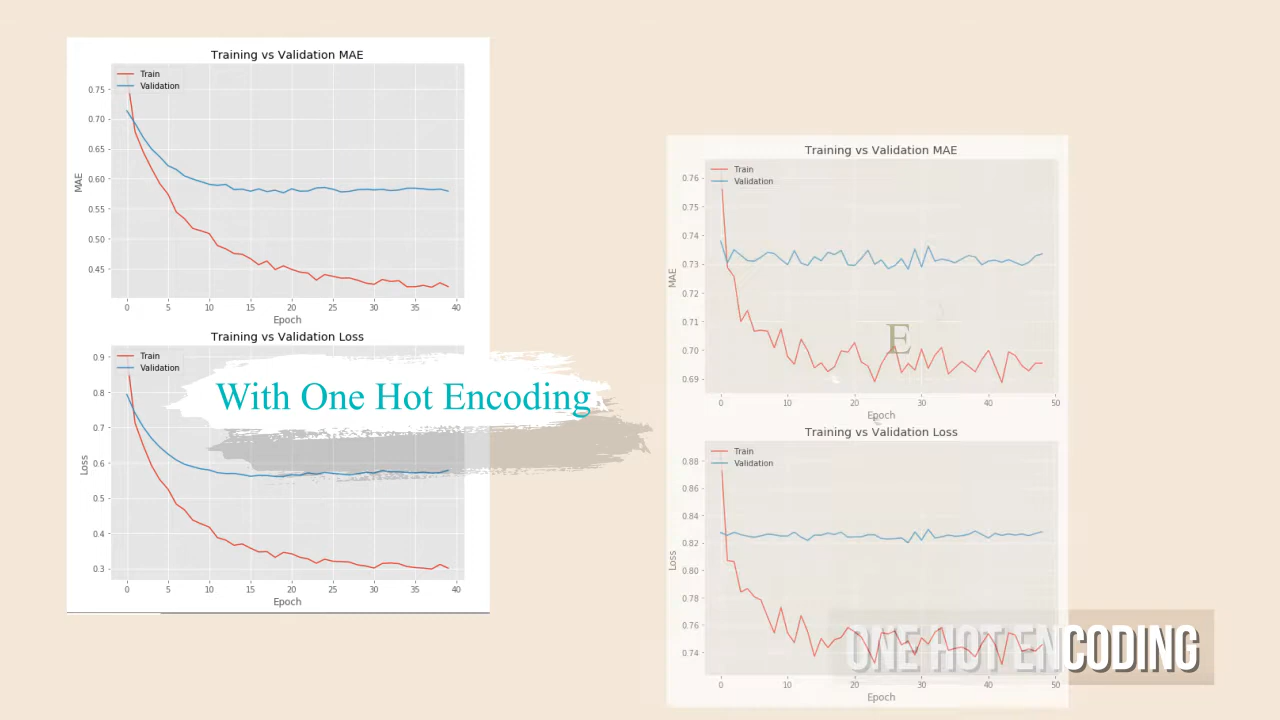 Training vs Validation MAE
Train
Validation
0.75
0.70
0.65
0.60
0.55
0.50
0.45
MAE
0 5 10 15 20 25 30 35 40
Epoch
Training vs Validation Loss
Train
Validation
0.9
0.8
0.7
0.6
0.5
0.4
0.3
Loss
0 5 10 15 20 25 30 35 40
Epoch
With One Hot Encoding
Training vs Validation MAE
Train
Validation
0.76
0.75
0.74
0.73
0.72
0.71
0.70
0.69
MAE
E
0 10 20 30 40 50
Epoch
Training vs Validation Loss
Train
Validation
0.88
0.86
0.84
0.82
0.80
0.78
0.76
0.74
Loss
0 10 20 30 40 50
Epoch
ONE HOT ENCODING